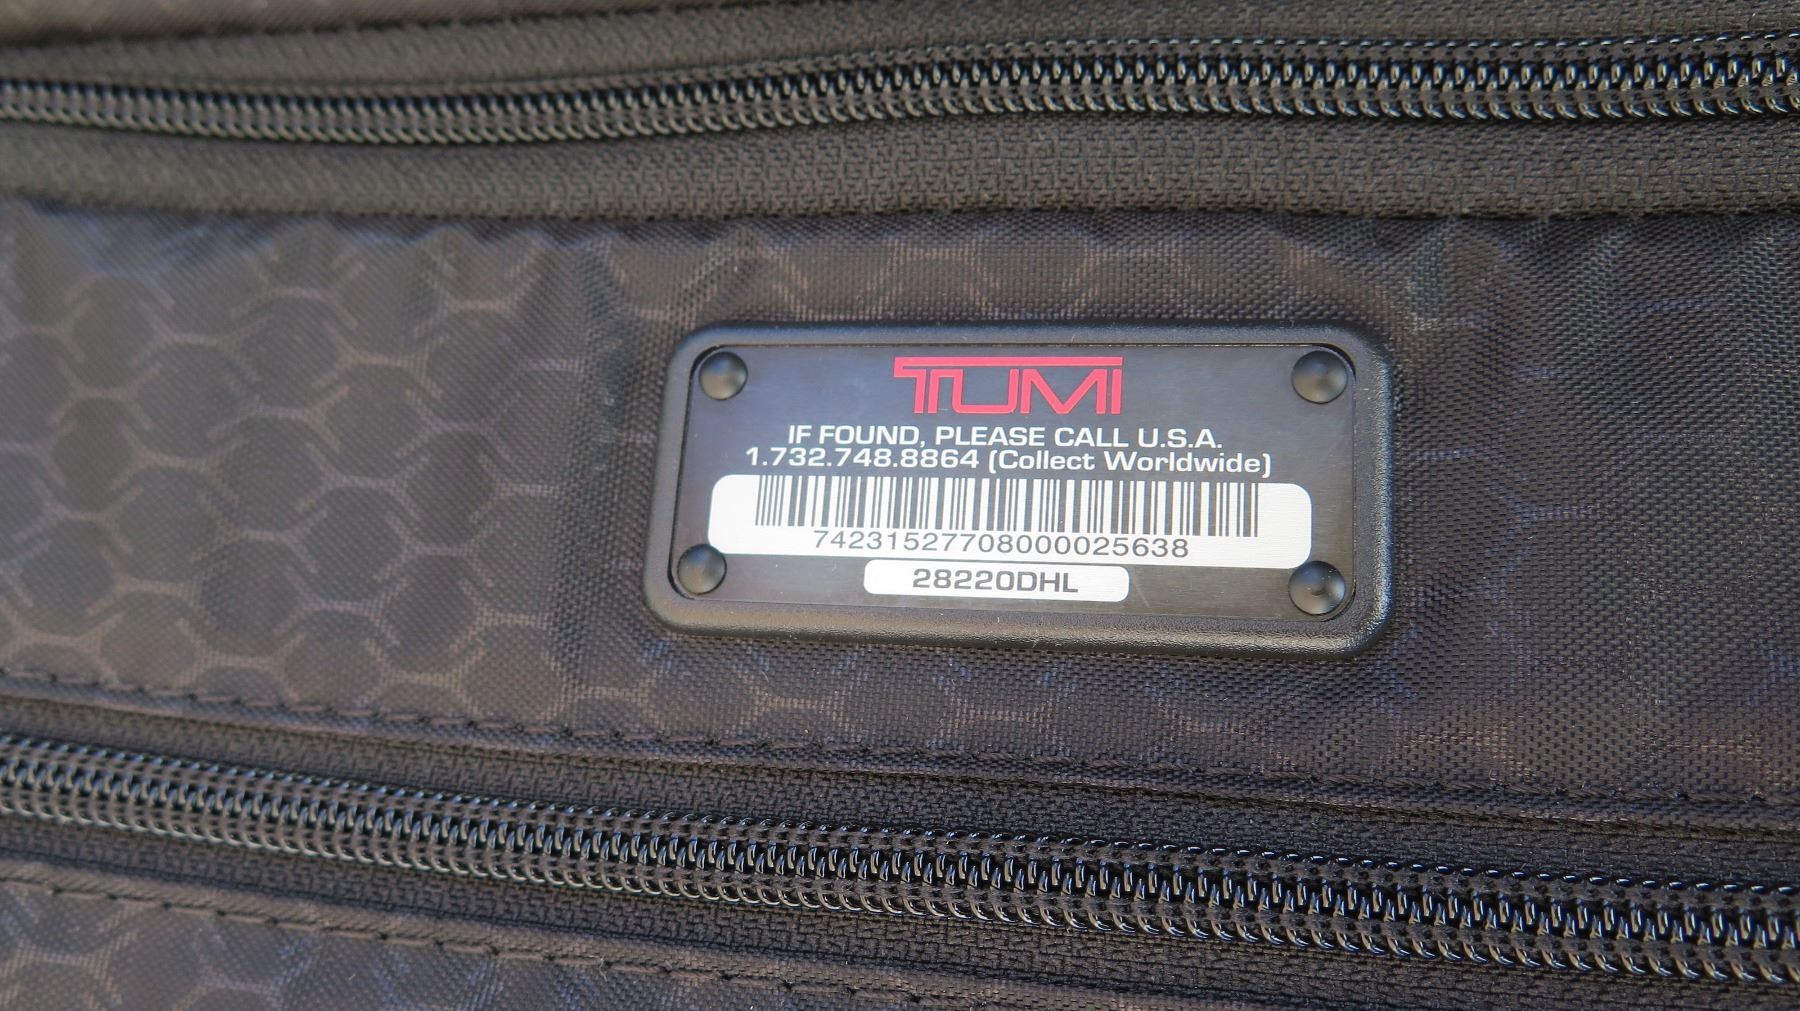 TUMI
IF FOUND, PLEASE CALL U.S.A.
1.732.748.8864 (Collect Worldwide)
74231527708000025638
28220DHL